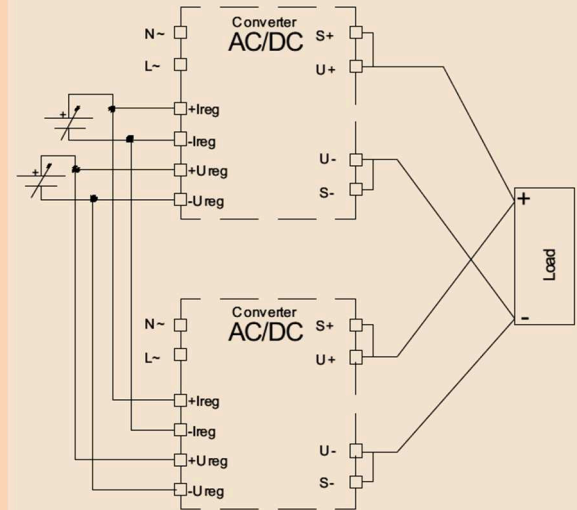 Converter
AC/DC
N~
L~
+Ireg
-Ireg
+Ureg
-Ureg
S+
U+
U-
S-
+
+
Converter
AC/DC
N~
L~
+Ireg
-Ireg
+Ureg
-Ureg
S+
U+
U-
S-
+
Load
-